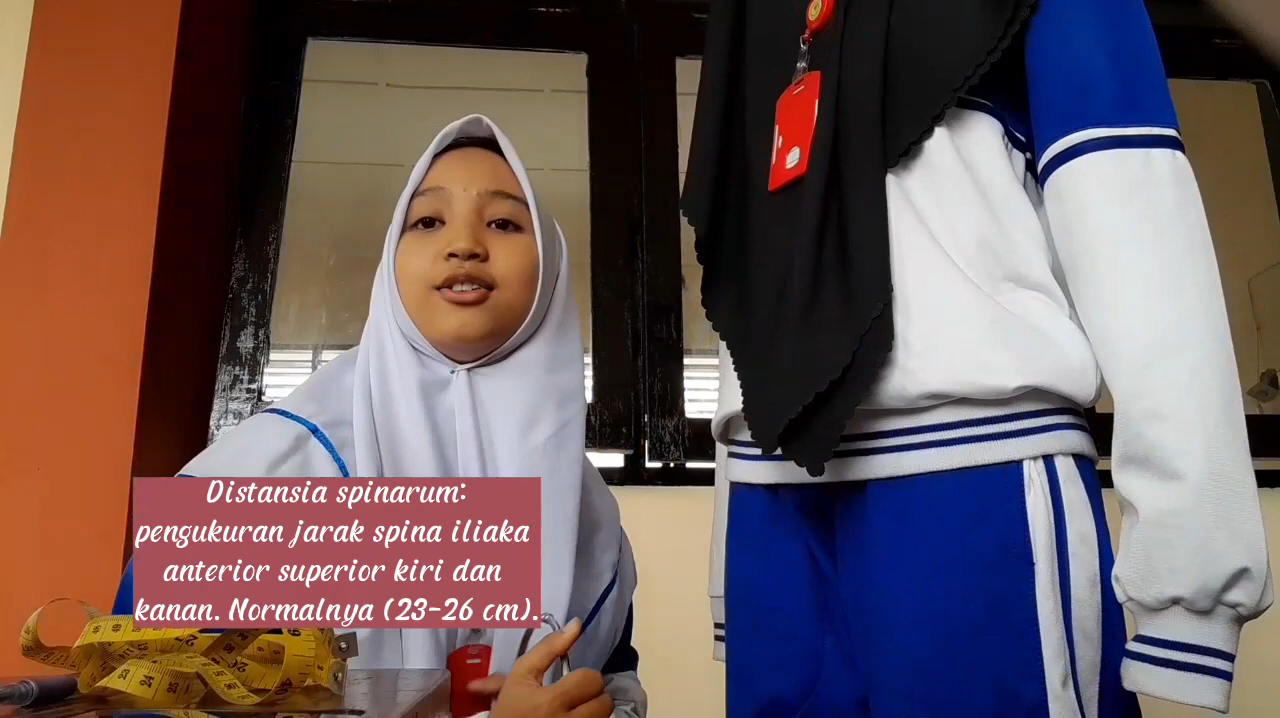 Distansia spinarum:
pengukuran jarak spina iliaka
anterior superior kiri dan
kanan. Normalnya (23-26 cm).